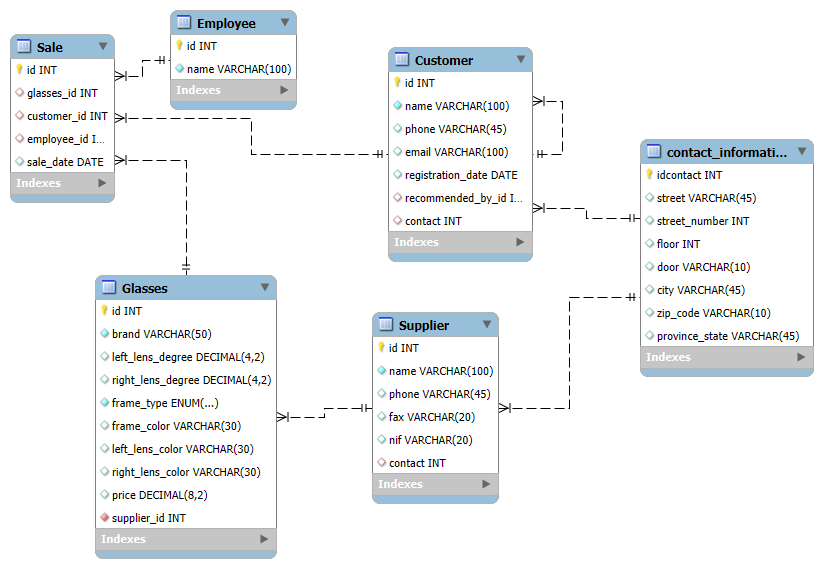 Sale
id INT
glasses_id INT
customer_id INT
employee_id I...
sale_date DATE
Indexes
Employee
id INT
name VARCHAR(100)
Indexes
Customer
id INT
name VARCHAR(100)
phone VARCHAR(45)
email VARCHAR(100)
registration_date DATE
recommended_by_id I...
contact INT
Indexes
contact_informati...
idcontact INT
street VARCHAR(45)
street_number INT
floor INT
door VARCHAR(10)
city VARCHAR(45)
zip_code VARCHAR(10)
province_state VARCHAR(45)
Indexes
Glasses
id INT
brand VARCHAR(50)
left_lens_degree DECIMAL(4,2)
right_lens_degree DECIMAL(4,2)
frame_type ENUM(...)
frame_color VARCHAR(30)
left_lens_color VARCHAR(30)
right_lens_color VARCHAR(30)
price DECIMAL(8,2)
supplier_id INT
Indexes
Supplier
id INT
name VARCHAR(100)
phone VARCHAR(45)
fax VARCHAR(20)
nif VARCHAR(20)
contact INT
Indexes